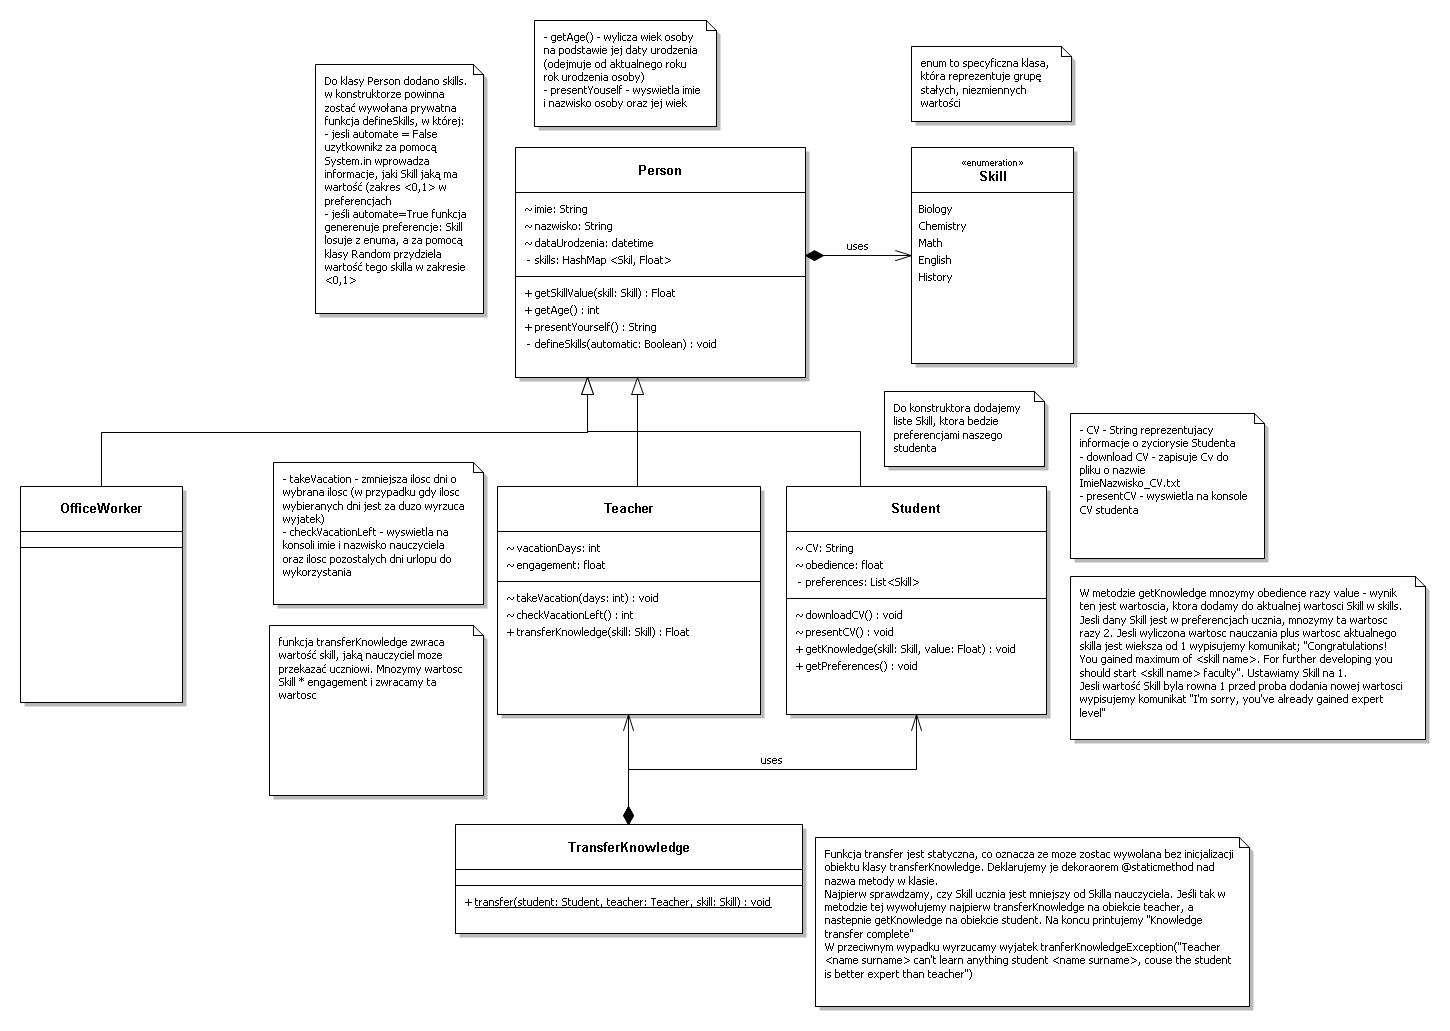 - getAge() - wylicza wiek osoby
na podstawie jej daty urodzenia
(odejmuje od aktualnego roku
rok urodzenia osoby)
- presentYouself - wyswietla imie
i nazwisko osoby oraz jej wiek
enum to specyficzna klasa,
która reprezentuje grupę
stałych, niezmiennych
wartości
Do klasy Person dodano skills.
w konstruktorze powinna
zostać wywołana prywatna
funkcja defineSkills, w której:
- jesli automate = False
uzytkownikz za pomocą
System.in wprowadza
informacje, jaki Skill jaką ma
wartość (zakres <0,1> w
preferencjach
- jeśli automate=True funkcja
generenuje preferencje: Skill
losuje z enuma, a za pomocą
klasy Random przydziela
wartość tego skilla w zakresie
<0,1>
Person
~ imie: String
~ nazwisko: String
~ dataUrodzenia: datetime
- skills: HashMap <Skil, Float>
+ getSkillValue(skill: Skill) : Float
+ getAge() : int
+ presentYourself() : String
- defineSkills(automatic: Boolean) : void
uses
«enumeration»
Skill
Biology
Chemistry
Math
English
History
Do konstruktora dodajemy
liste Skill, ktora bedzie
preferencjami naszego
studenta
- CV - String reprezentujacy
informacje o zyciorysie Studenta
- download CV - zapisuje Cv do
pliku o nazwie
ImieNazwisko_CV.txt
- presentCV - wyswietla na konsole
CV studenta
- takeVacation - zmniejsza ilosc dni o
wybrana ilosc (w przypadku gdy ilosc
wybieranych dni jest za duzo wyrzuca
wyjatek)
- checkVacationLeft - wyswietla na
konsoli imie i nazwisko nauczyciela
oraz ilosc pozostalych dni urlopu do
wykorzystania
OfficeWorker
Teacher
~ vacationDays: int
~ engagement: float
~ takeVacation(days: int) : void
~ checkVacationLeft() : int
+ transferKnowledge(skill: Skill) : Float
Student
~ CV: String
~ obedience: float
- preferences: List<Skill>
~ downloadCV() : void
~ presentCV() : void
+ getKnowledge(skill: Skill, value: Float) : void
+ getPreferences() : void
W metodzie getKnowledge mnozymy obedience razy value - wynik
ten jest wartoscia, ktora dodamy do aktualnej wartosci Skill w skills.
Jesli dany Skill jest w preferencjach ucznia, mnozymy ta wartosc
razy 2. Jesli wyliczona wartosc nauczania plus wartosc aktualnego
skilla jest wieksza od 1 wypisujemy komunikat; "Congratulations!
You gained maximum of <skill name>. For further developing you
should start <skill name> faculty". Ustawiamy Skill na 1.
Jesli wartość Skill byla rowna 1 przed proba dodania nowej wartosci
wypisujemy komunikat "I'm sorry, you've already gained expert
level"
funkcja transferKnowledge zwraca
wartość skill, jaką nauczyciel moze
przekazać uczniowi. Mnozymy wartosc
Skill * engagement i zwracamy ta
wartosc
uses
TransferKnowledge
+ transfer(student: Student, teacher: Teacher, skill: Skill) : void
Funkcja transfer jest statyczna, co oznacza ze moze zostac wywolana bez inicjalizacji
obiektu klasy transferKnowledge. Deklarujemy je dekoraorem @staticmethod nad
nazwa metody w klasie.
Najpierw sprawdzamy, czy Skill ucznia jest mniejszy od Skilla nauczyciela. Jeśli tak w
metodzie tej wywołujemy najpierw transferKnowledge na obiekcie teacher, a
nastepnie getKnowledge na obiekcie student. Na koncu printujemy "Knowledge
transfer complete"
W przeciwnym wypadku wyrzucamy wyjatek tranferKnowledgeException("Teacher
<name surname> can't learn anything student <name surname>, couse the student
is better expert than teacher")